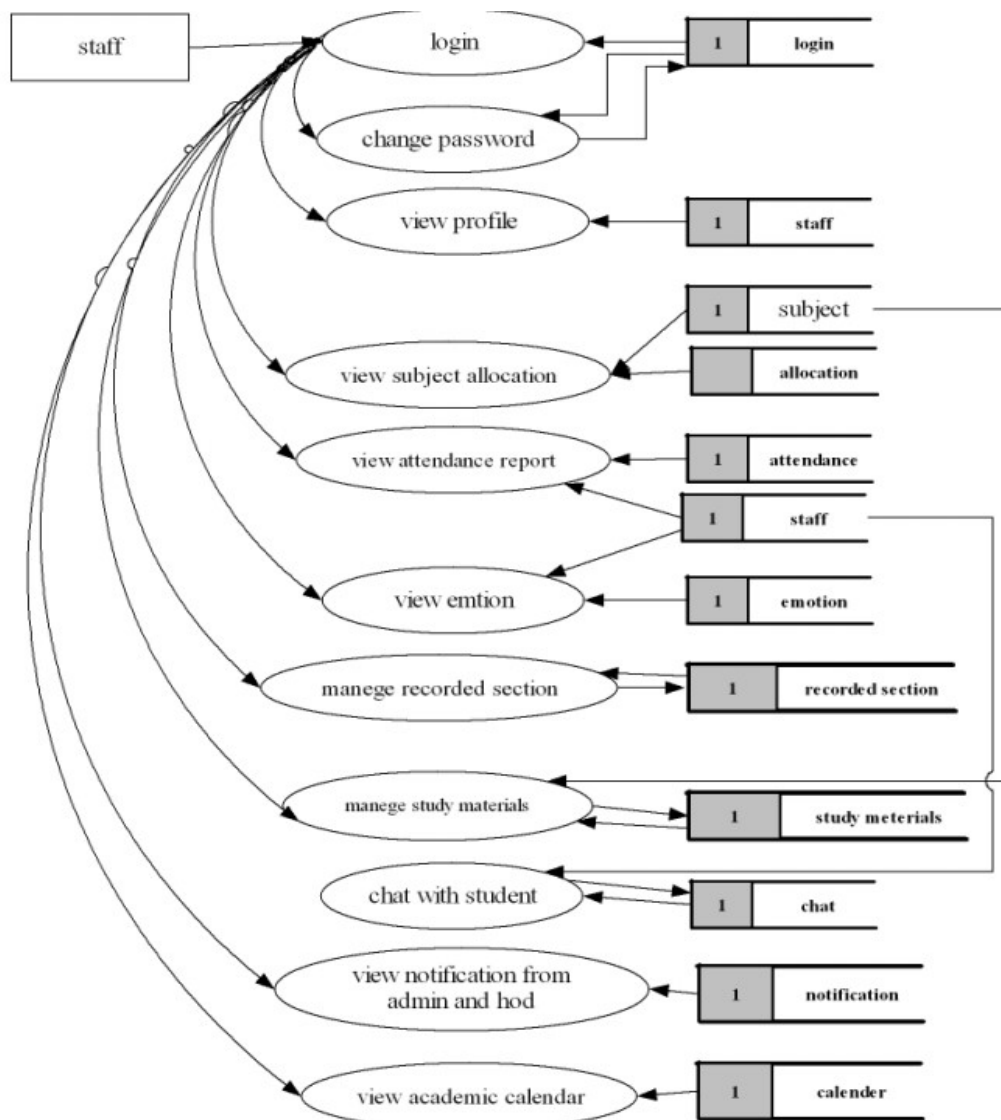 staff
login
1
login
change password
view profile
1
staff
1
subject
view subject allocation
allocation
view attendance report
1
attendance
1
staff
view emtion
1
emotion
manege recorded section
1
recorded section
manege study materials
1
study meterials
chat with student
1
chat
view notification from
admin and hod
1
notification
view academic calendar
1
calender